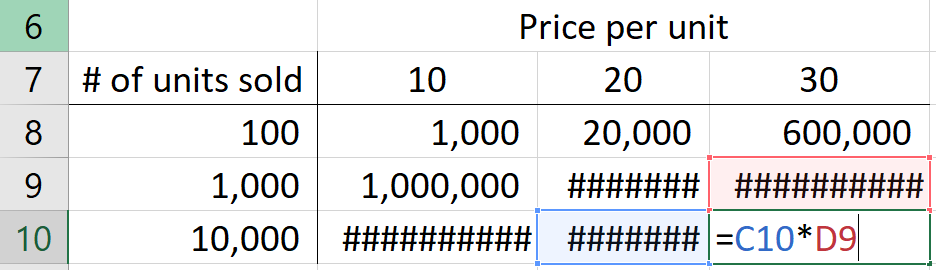 6 Price per unit
7 # of units sold 10 20 30
8 100 1,000 20,000 600,000
9 1,000 1,000,000 ####### ##########
10 10,000 ########## ####### =C10*D9